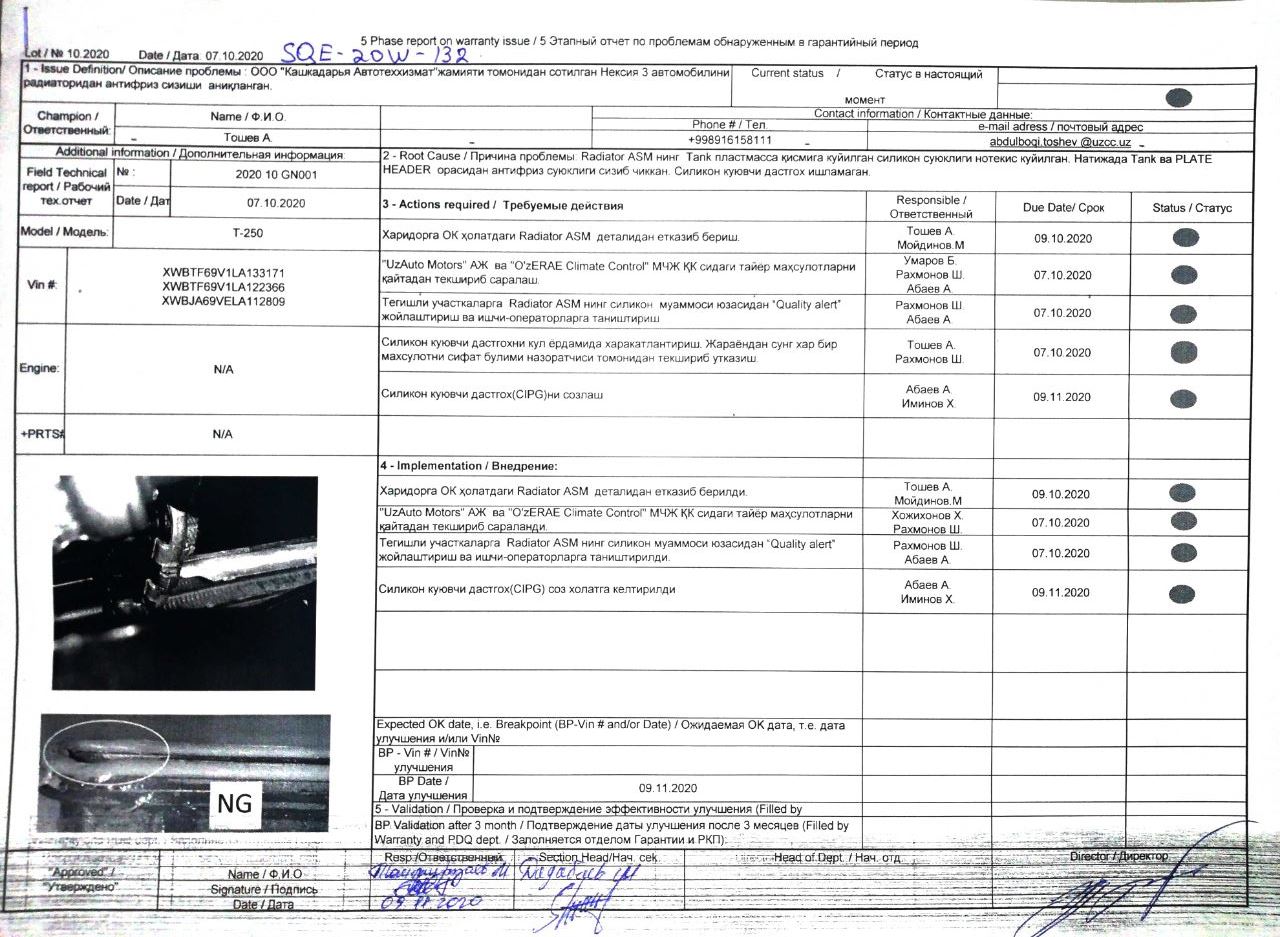 5 Phase report on warranty issue / 5 Этапный отчет по проблемам обнаруженным в гарантийный период
Lot / № 10.2020 Date / Дата 07.10.2020 SQE-20W-132
1 - Issue Definition/ Описание проблемы : ООО "Кашкадарья Автотеххизмат"жамияти томонидан сотилган Нексия 3 автомобилини
радиаторидан антифриз сизиши аниқланган.
Current status / Статус в настоящий
момент
Champion /
Ответственный:
Name / Ф.И.О.
Тошев А.
Contact information / Контактные данные:
Phone # / Тел.
+998916158111
e-mail adress / почтовый адрес
abdulboqi.toshev @uzcc.uz
Additional information / Дополнительная информация:
Field Technical
report / Рабочий
тех.отчет
№ :
2020 10 GN001
Date / Дат
07.10.2020
Model / Модель:
T-250
Vin #:
XWBTF69V1LA133171
XWBTF69V1LA122366
XWBJA69VELA112809
Engine:
N/A
+PRTS#
N/A
2 - Root Cause / Причина проблемы: Radiator ASM нинг Tank пластмасса қисмига куйилган силикон суюклиги нотекис куйилган. Натижада Tank ва PLATE
HEADER орасидан антифриз суюклиги сизиб чиккан. Силикон куювчи дастгох ишламаган.
3 - Actions required / Требуемые действия
Responsible /
Ответственный
Due Date/ Срок
Status / Статус
Харидорга ОК ҳолатдаги Radiator ASM деталидан етказиб бериш.
Тошев А.
Мойдинов.М
09.10.2020
"UzAuto Motors" АЖ ва "O'zERAE Climate Control" МЧЖ ҚК сидаги тайёр маҳсулотларни
қайтадан текшириб саралаш.
Умаров Б.
Рахмонов Ш.
Абаев А.
07.10.2020
Тегишли участкаларга Radiator ASM нинг силикон муаммоси юзасидан "Quality alert"
жойлаштириш ва ишчи-операторларга таништириш
Рахмонов Ш.
Абаев А.
07.10.2020
Силикон куювчи дастгохни кул ёрдамида харакатлантириш. Жараёндан сунг хар бир
махсулотни сифат булими назоратчиси томонидан текшириб утказиш.
Тошев А.
Рахмонов Ш.
07.10.2020
Силикон куювчи дастгох(CIPG)ни созлаш
Абаев А.
Иминов Х.
09.11.2020
4 - Implementation / Внедрение:
Харидорга ОК ҳолатдаги Radiator ASM деталидан етказиб берилди.
Тошев А.
Мойдинов.М
09.10.2020
"UzAuto Motors" АЖ ва "O'zERAE Climate Control" МЧЖ ҚК сидаги тайёр маҳсулотларни
қайтадан текшириб сараланди.
Хожихонов Х.
Рахмонов Ш.
07.10.2020
Тегишли участкаларга Radiator ASM нинг силикон муаммоси юзасидан "Quality alert"
жойлаштириш ва ишчи-операторларга таништирилди.
Рахмонов Ш.
Абаев А.
07.10.2020
Силикон куювчи дастгох(CIPG) соз холатга келтирилди
Абаев А.
Иминов Х.
09.11.2020
NG
Expected OK date, i.e. Breakpoint (BP-Vin # and/or Date) / Ожидаемая ОК дата, т.е. дата
улучшения и/или Vin№
BP - Vin # / Vin№
улучшения
BP Date /
Дата улучшения
09.11.2020
5 - Validation / Проверка и подтверждение эффективности улучшения (Filled by
BP Validation after 3 month / Подтверждение даты улучшения после 3 месяцев (Filled by
Warranty and PDQ dept. / Заполняется отделом Гарантии и РКП):
Resp./Ответственный
Section Head/Нач. сек.
Head of Dept. / Нач. отд.
Director / Директор
"Approved" /
"Утверждено"
Name / Ф.И.О
Signature / Подпись
Date / Дата
09.11.2020